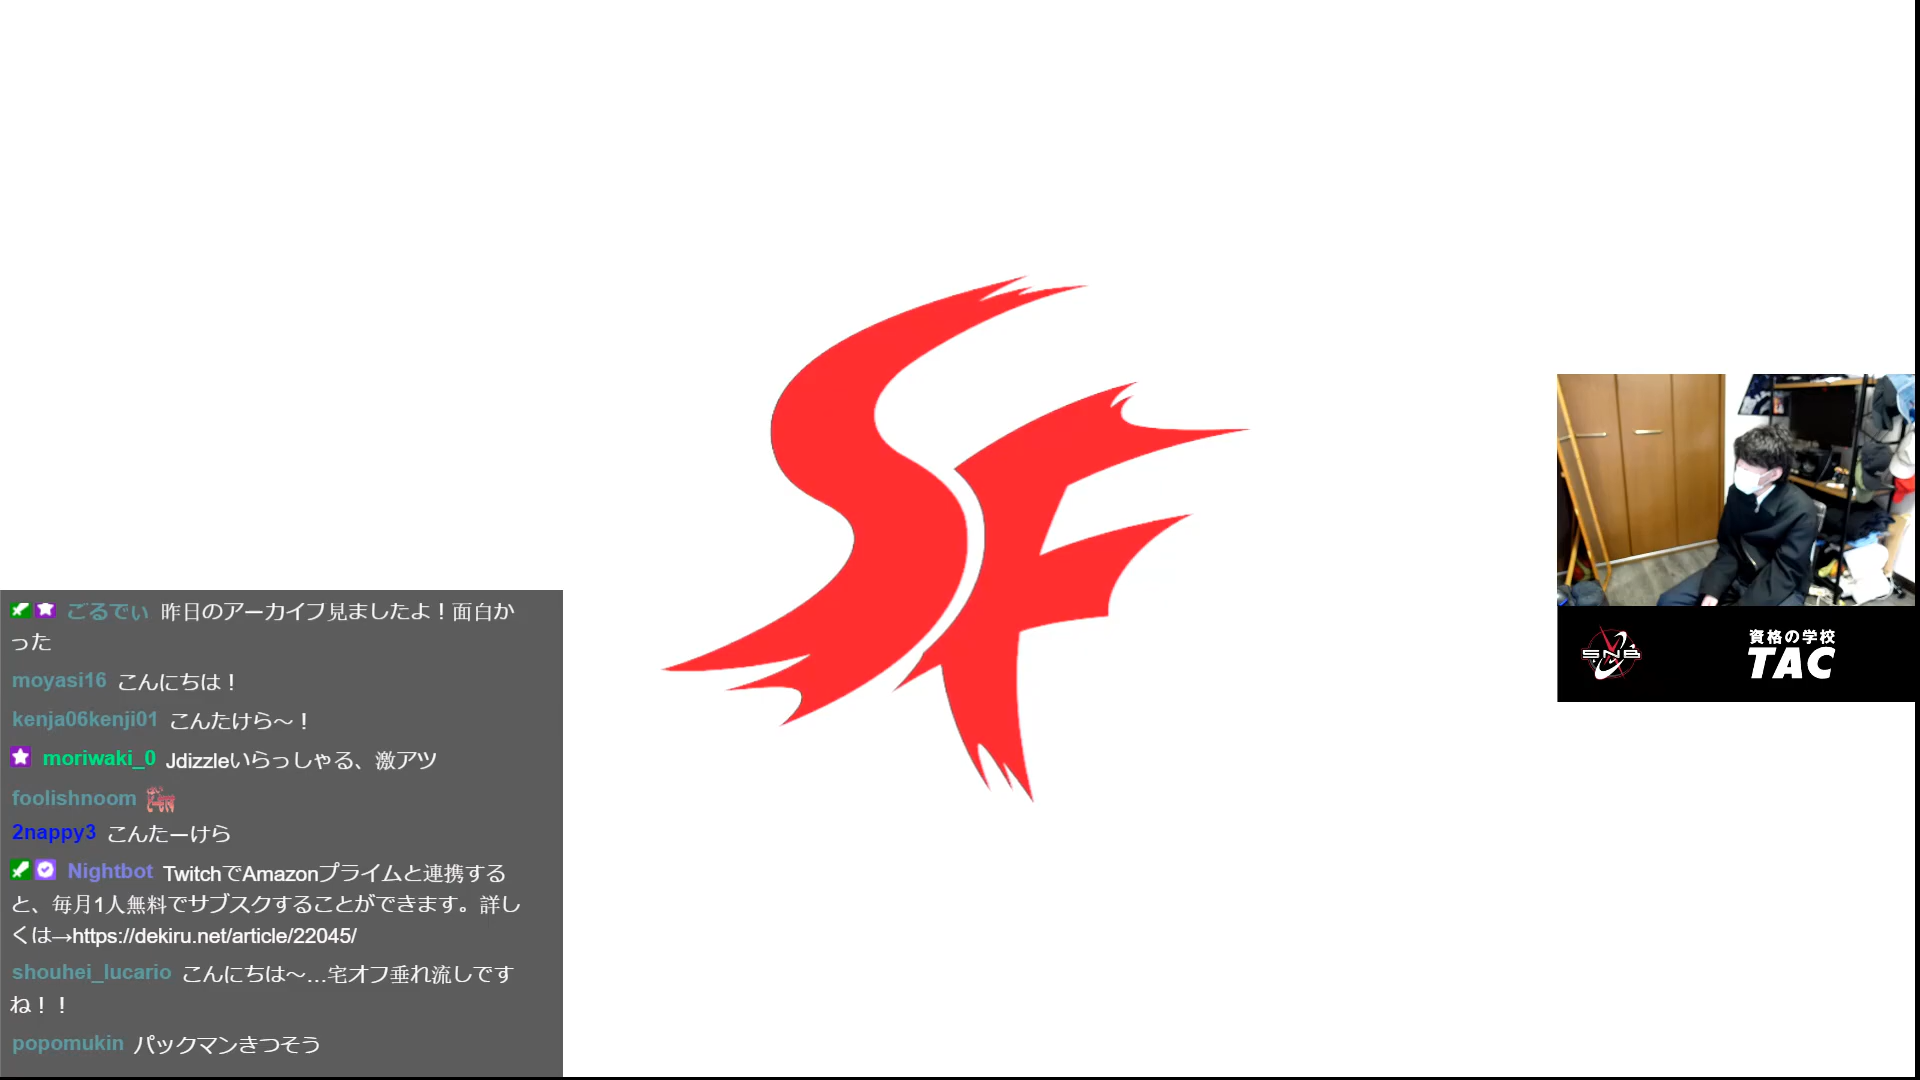 SF
ごるでぃ 昨日のアーカイブ見ましたよ！面白か
った
moyasi16 こんにちは！
kenja06kenji01 こんたけら～！
moriwaki_0 Jdizzleいらっしゃる、激アツ
foolishnoom
2nappy3 こんたーけら
Nightbot TwitchでAmazonプライムと連携する
と、毎月1人無料でサブスクすることができます。詳し
くは→https://dekiru.net/article/22045/
shouhei_lucario こんにちは～…宅オフ垂れ流しです
ね！！
popomukin パックマンきつそう
SNB
資格の学校
TAC